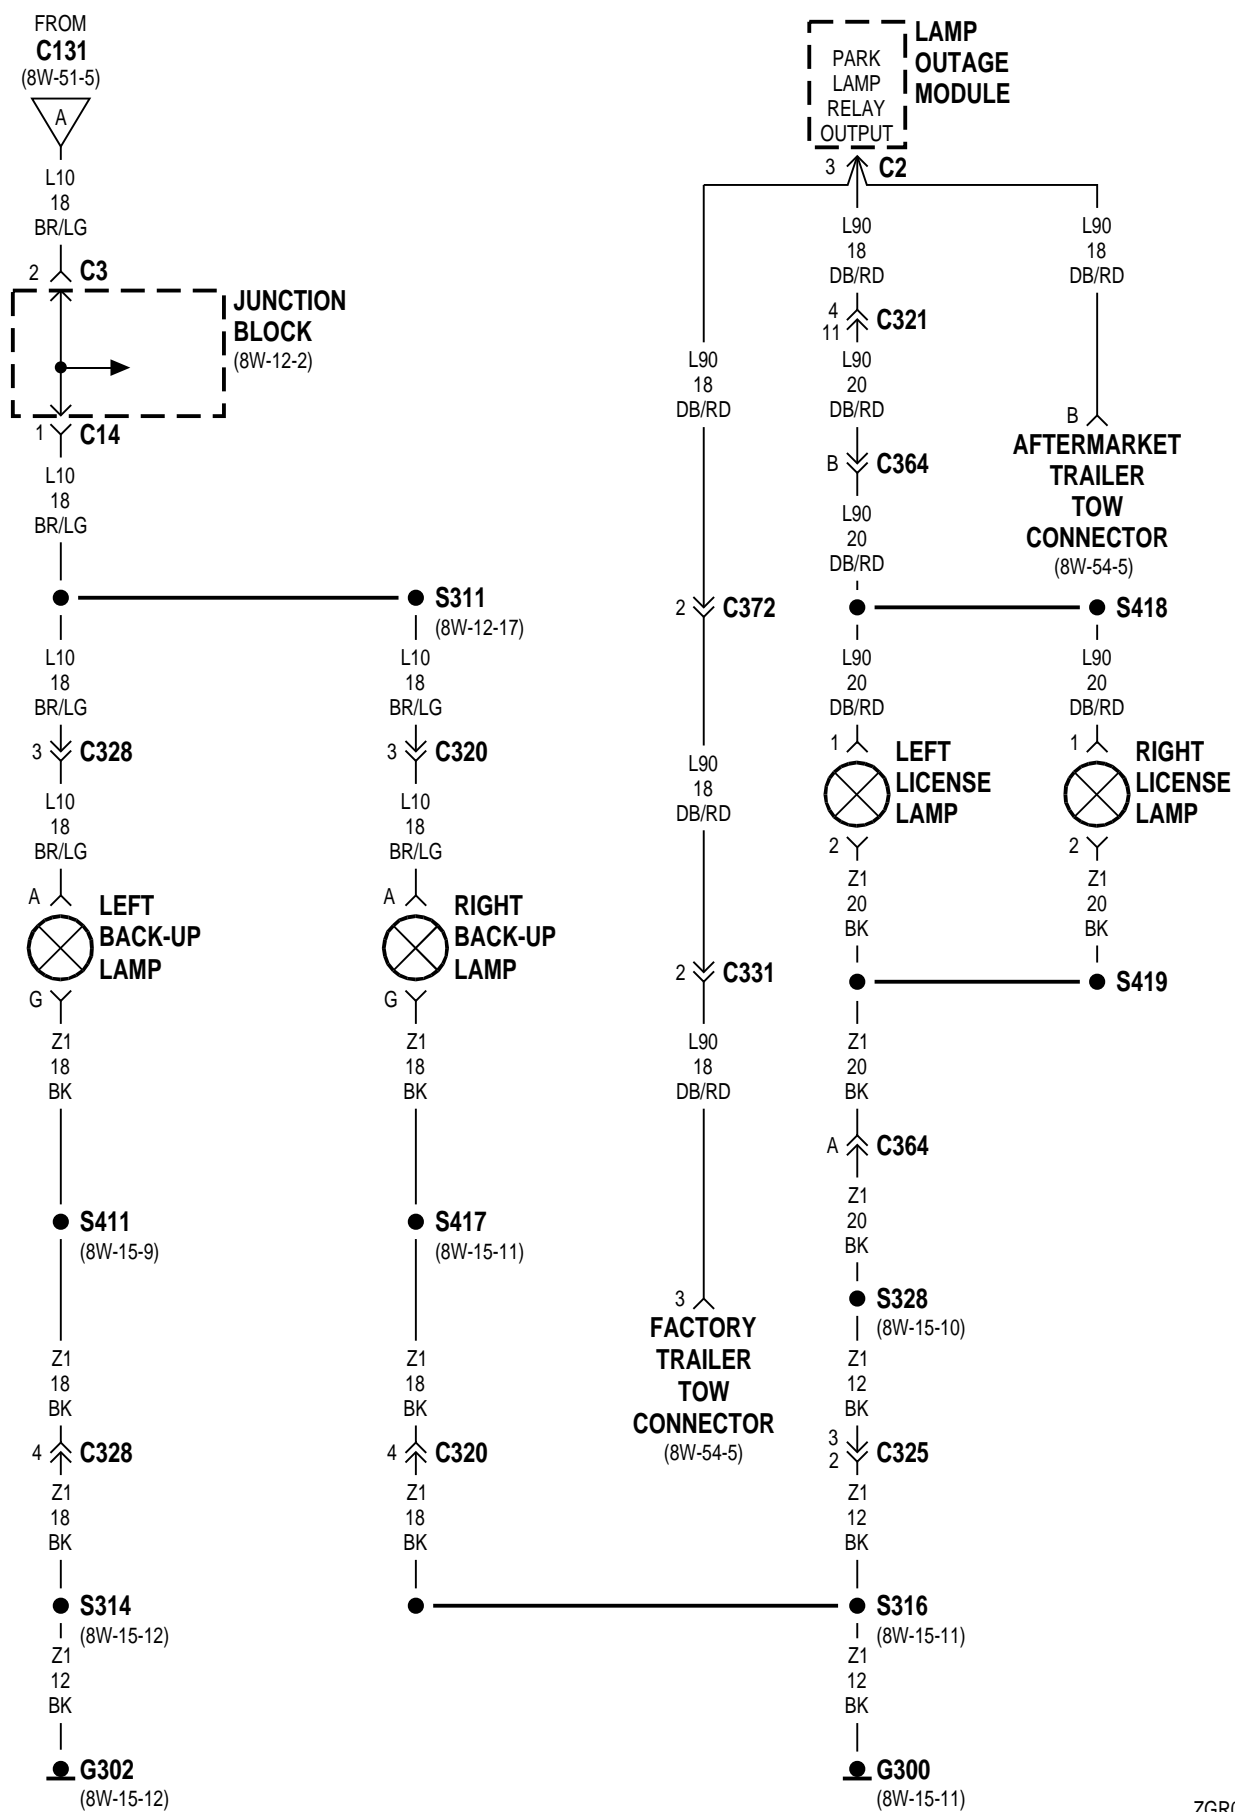 FROM
C131
(8W-51-5)
A
L10
18
BR/LG
2
C3
JUNCTION
BLOCK
(8W-12-2)
1
C14
L10
18
BR/LG
S311
(8W-12-17)
L10
18
BR/LG
L10
18
BR/LG
3
C328
3
C320
L10
18
BR/LG
L10
18
BR/LG
A
LEFT
BACK-UP
LAMP
G
A
RIGHT
BACK-UP
LAMP
G
Z1
18
BK
Z1
18
BK
S411
(8W-15-9)
S417
(8W-15-11)
Z1
18
BK
Z1
18
BK
4
C328
4
C320
Z1
18
BK
Z1
18
BK
S314
(8W-15-12)
Z1
12
BK
G302
(8W-15-12)
PARK
LAMP
RELAY
OUTPUT
LAMP
OUTAGE
MODULE
3
C2
L90
18
DB/RD
2
C372
L90
18
DB/RD
2
C331
L90
18
DB/RD
3
FACTORY
TRAILER
TOW
CONNECTOR
(8W-54-5)
L90
18
DB/RD
4
11
C321
L90
20
DB/RD
B
C364
L90
20
DB/RD
L90
18
DB/RD
B
AFTERMARKET
TRAILER
TOW
CONNECTOR
(8W-54-5)
S418
L90
20
DB/RD
L90
20
DB/RD
1
LEFT
LICENSE
LAMP
2
1
RIGHT
LICENSE
LAMP
2
Z1
20
BK
Z1
20
BK
S419
Z1
20
BK
A
C364
Z1
20
BK
S328
(8W-15-10)
Z1
12
BK
3
2
C325
Z1
12
BK
S316
(8W-15-11)
Z1
12
BK
G300
(8W-15-11)